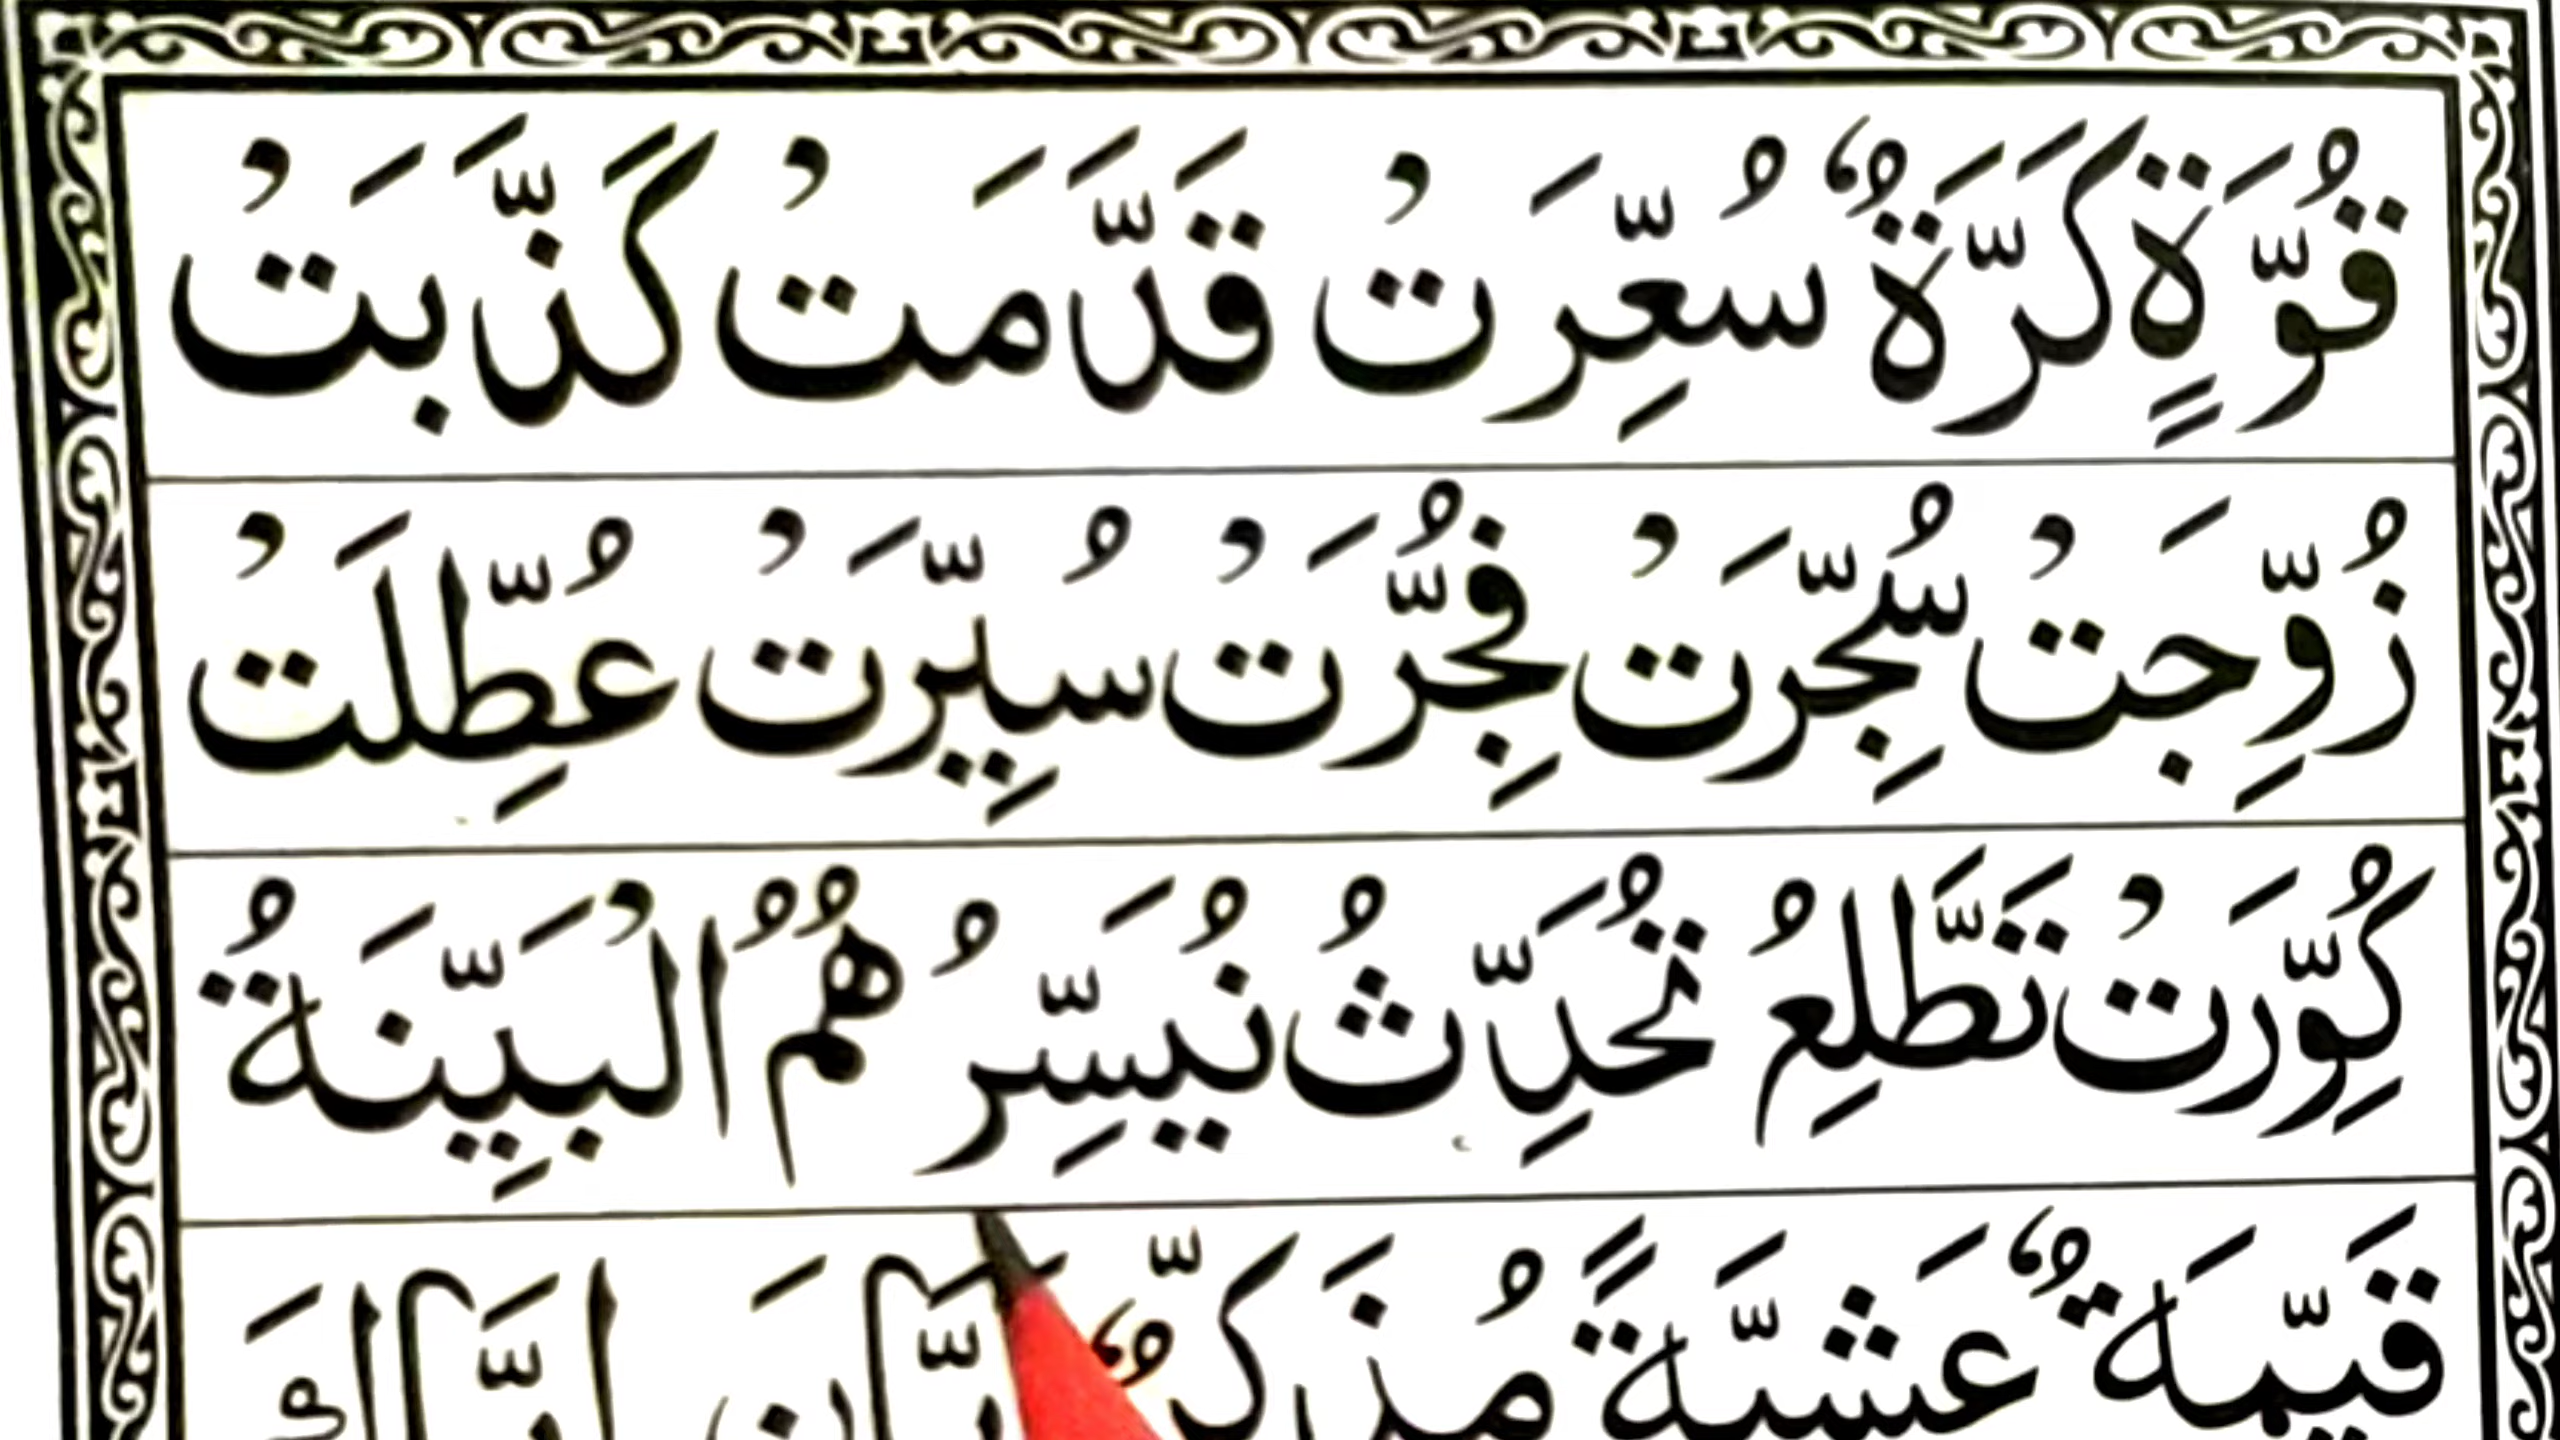 قُوَّةٍ كَرَّةٌ سُعِّرَتْ قَدَّمَتْ كَذَّبَتْ
زُوِّجَتْ سُجِّرَتْ فُجِّرَتْ سُيِّرَتْ عُطِّلَتْ
كُوِّرَتْ تَطَّلِعُ تُحَدِّثُ نُيَسِّرُ هُمُ الْبَيِّنَةُ
قَيِّمَةٌ عَشِيَّةً مُذَكِّرٌ